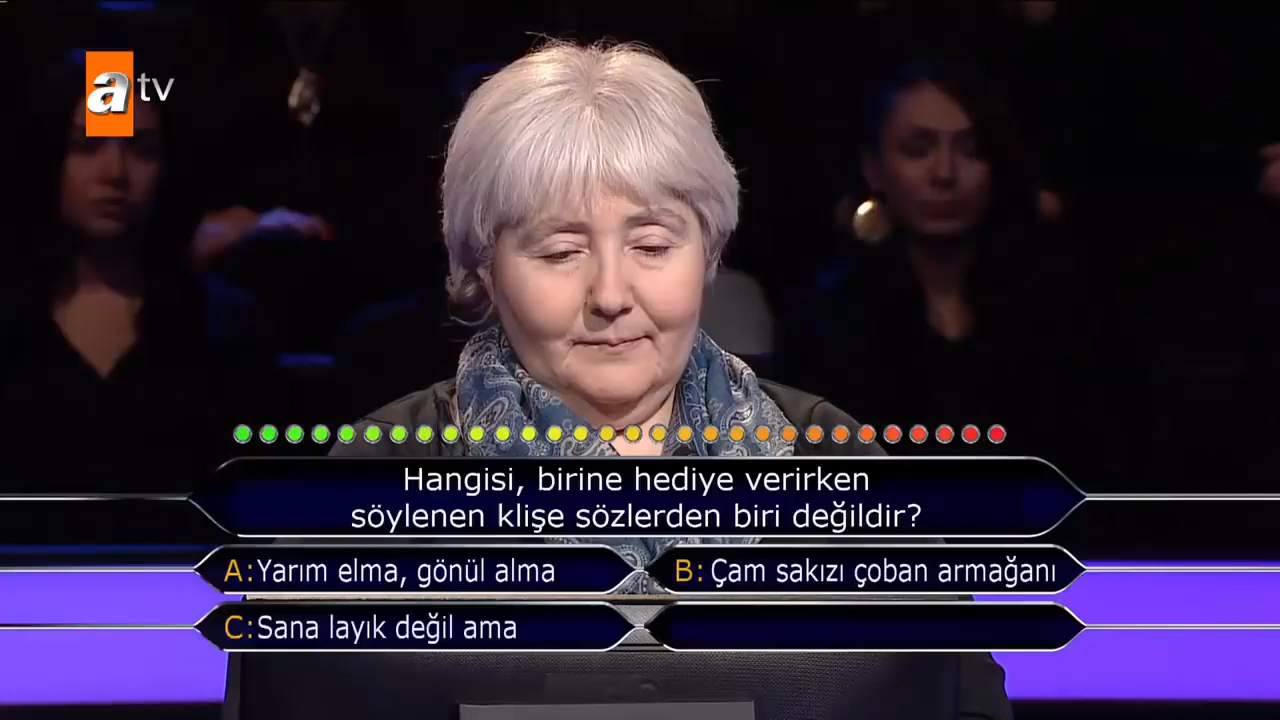 a tv
Hangisi, birine hediye verirken
söylenen klişe sözlerden biri değildir?
A:Yarım elma, gönül alma
B: Çam sakızı çoban armağanı
C:Sana layık değil ama